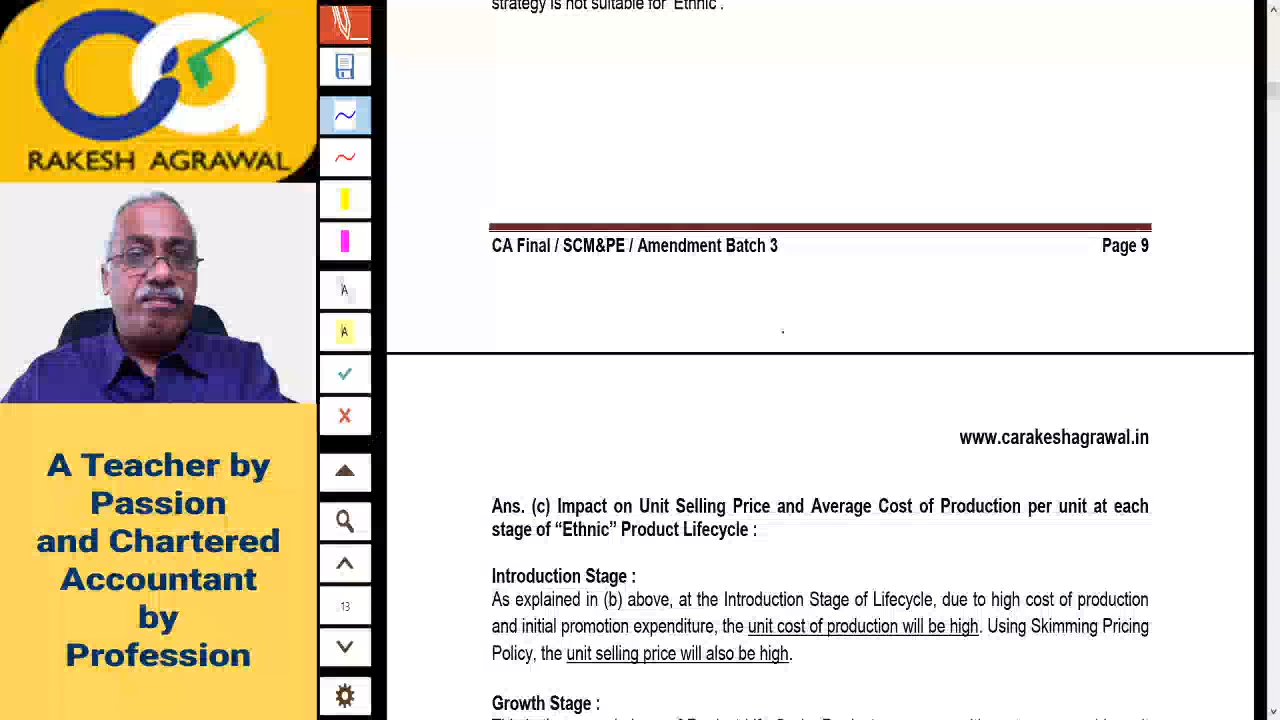 ca
RAKESH AGRAWAL
A Teacher by
Passion
and Chartered
Accountant
by
Profession
A
A
13
strategy is not suitable for 'Ethnic'.
CA Final / SCM&PE / Amendment Batch 3 Page 9
www.carakeshagrawal.in
Ans. (c) Impact on Unit Selling Price and Average Cost of Production per unit at each
stage of “Ethnic” Product Lifecycle :
Introduction Stage :
As explained in (b) above, at the Introduction Stage of Lifecycle, due to high cost of production
and initial promotion expenditure, the unit cost of production will be high. Using Skimming Pricing
Policy, the unit selling price will also be high.
Growth Stage :